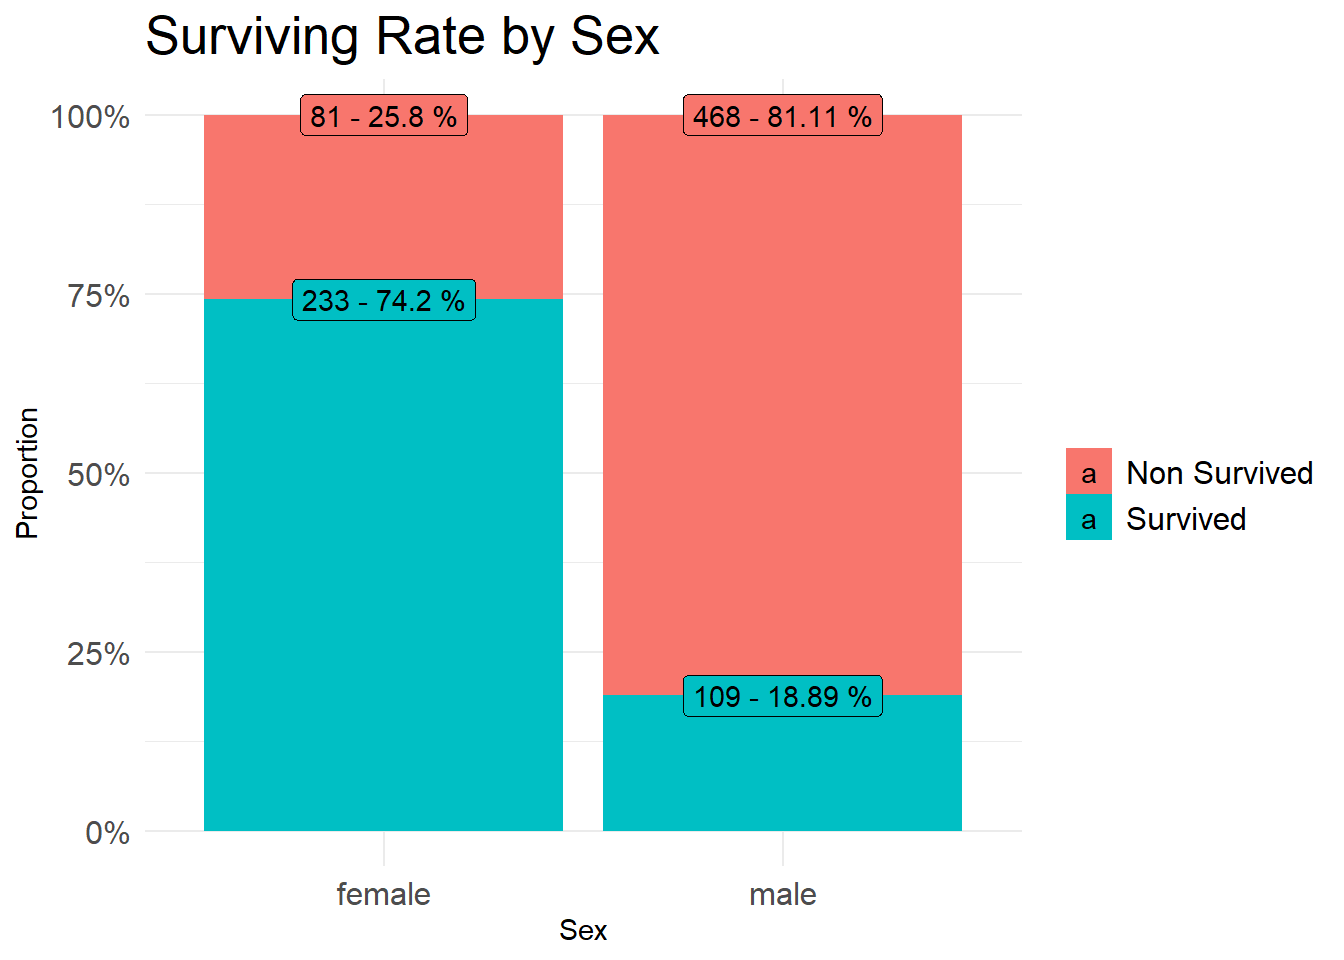 Surviving Rate by Sex
100%
75%
50%
25%
0%
Proportion
81 - 25.8 %
468 - 81.11 %
233 - 74.2 %
109 - 18.89 %
female
male
Sex
a Non Survived
a Survived